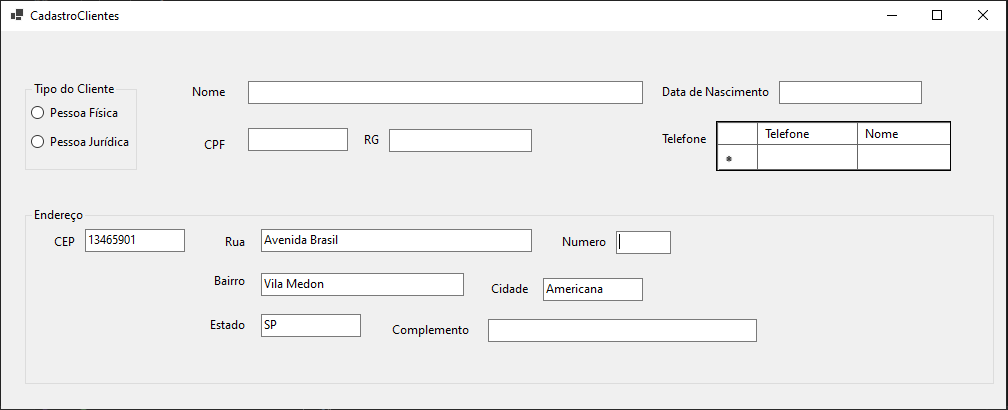 CadastroClientes
Tipo do Cliente
Pessoa Física
Pessoa Jurídica
Nome
Data de Nascimento
CPF
RG
Telefone
Telefone Nome
*
Endereço
CEP 13465901 Rua Avenida Brasil Numero
Bairro Vila Medon Cidade Americana
Estado SP Complemento